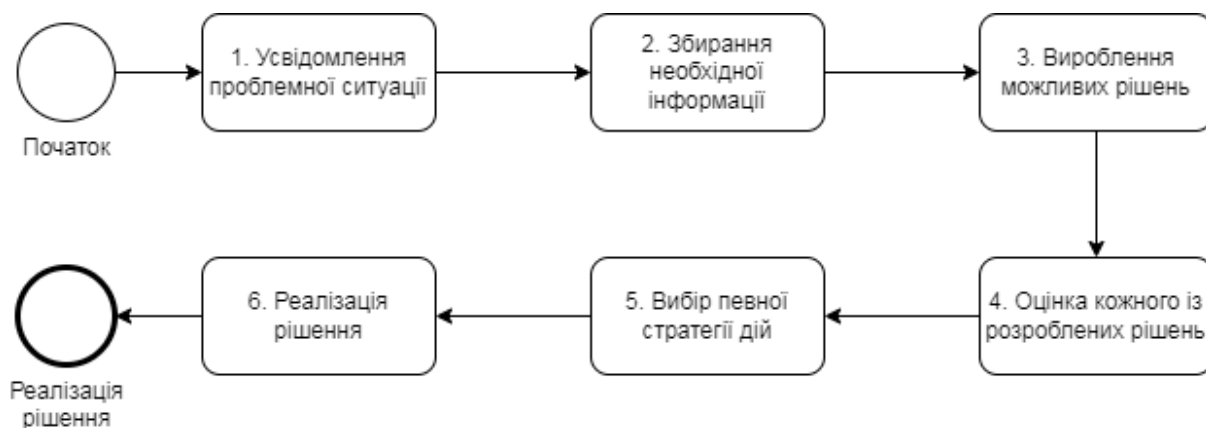 1. Усвідомлення
проблемної ситуації
2. Збирання
необхідної
інформації
3. Вироблення
можливих рішень
Початок
4. Оцінка кожного із
розроблених рішень
5. Вибір певної
стратегії дій
6. Реалізація
рішення
Реалізація
рішення